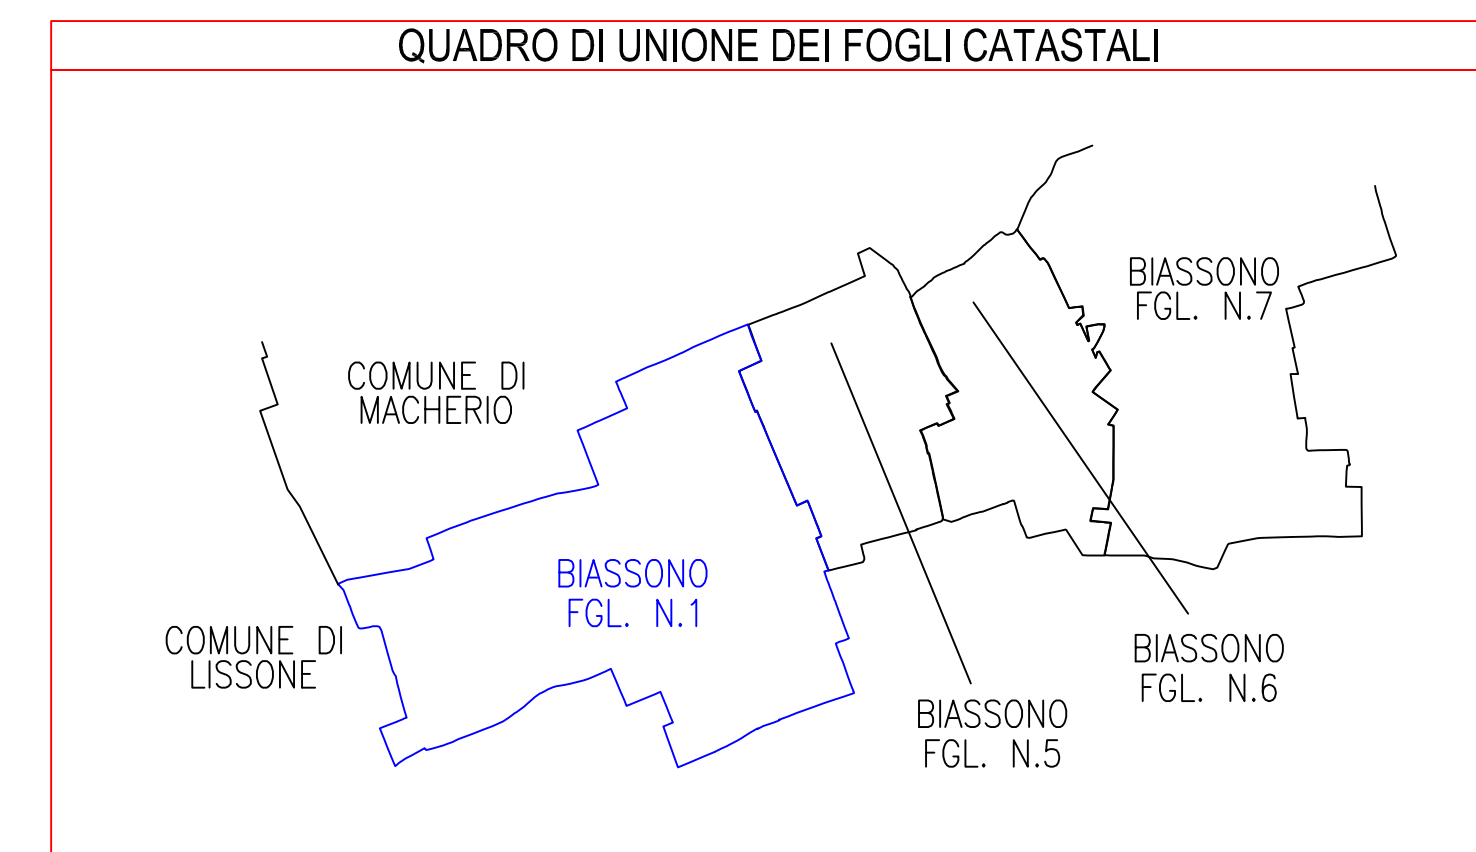 QUADRO DI UNIONE DEI FOGLI CATASTALI
BIASSONO
FGL. N.7
COMUNE DI
MACHERIO
BIASSONO
FGL. N.1
COMUNE DI
LISSONE
BIASSONO
FGL. N.6
BIASSONO
FGL. N.5